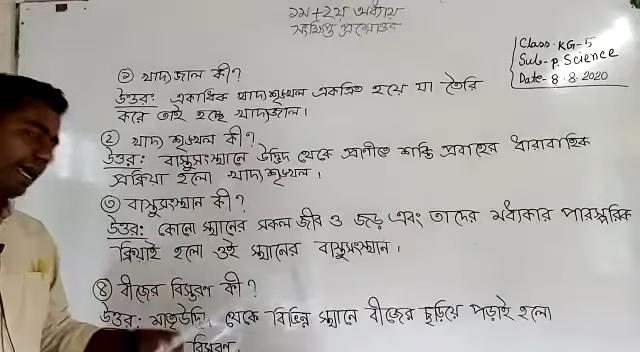 ১ম+২য় অধ্যায়
সংক্ষিপ্ত প্রশ্নোত্তর
Class - KG-5
Sub - P. Science
Date - 8.8.2020
① খাদ্যজাল কী?
উত্তর: একাধিক খাদ্যশৃঙ্খল একত্রিত হয়ে যা তৈরি
করে তাই হচ্ছে খাদ্যজাল।
② খাদ্য শৃঙ্খল কী?
উত্তর: বাস্তুসংস্থানে উদ্ভিদ থেকে প্রাণীতে শক্তি প্রবাহের ধারাবাহিক
প্রক্রিয়া হলো খাদ্যশৃঙ্খল।
③ বাস্তুসংস্থান কী?
উত্তর: কোনো স্থানের সকল জীব ও জড় এবং তাদের মধ্যকার পারস্পরিক
ক্রিয়াই হলো ওই স্থানের বাস্তুসংস্থান।
④ বীজের বিস্তরণ কী?
উত্তর: মাতৃউদ্ভিদ থেকে বিভিন্ন স্থানে বীজের ছড়িয়ে পড়াই হলো
বিস্তরণ।